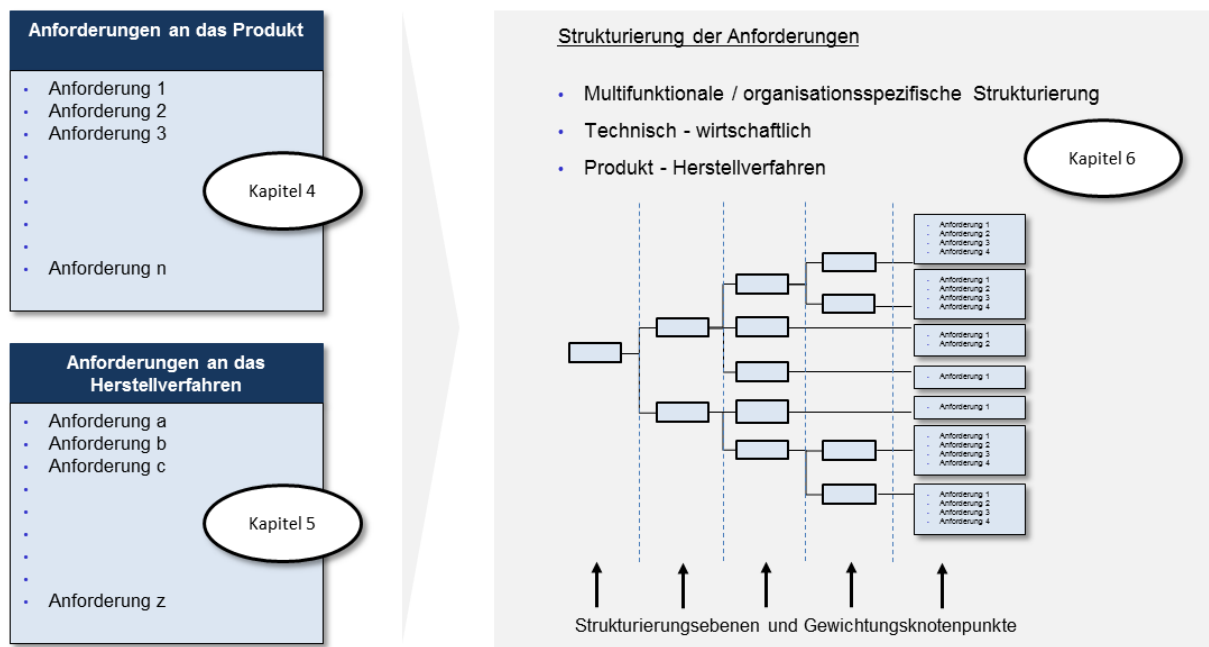 Anforderungen an das Produkt
· Anforderung 1
· Anforderung 2
· Anforderung 3
·
·
·
·
·
· Anforderung n
Kapitel 4
Anforderungen an das
Herstellverfahren
· Anforderung a
· Anforderung b
· Anforderung c
·
·
·
·
·
· Anforderung z
Kapitel 5
Strukturierung der Anforderungen
• Multifunktionale / organisationsspezifische Strukturierung
• Technisch - wirtschaftlich
• Produkt - Herstellverfahren
Kapitel 6
- Anforderung 1
- Anforderung 2
- Anforderung 3
- Anforderung 4
- Anforderung 1
- Anforderung 2
- Anforderung 3
- Anforderung 4
- Anforderung 1
- Anforderung 2
- Anforderung 1
- Anforderung 1
- Anforderung 1
- Anforderung 2
- Anforderung 3
- Anforderung 4
- Anforderung 1
- Anforderung 2
- Anforderung 3
- Anforderung 4
Strukturierungsebenen und Gewichtungsknotenpunkte